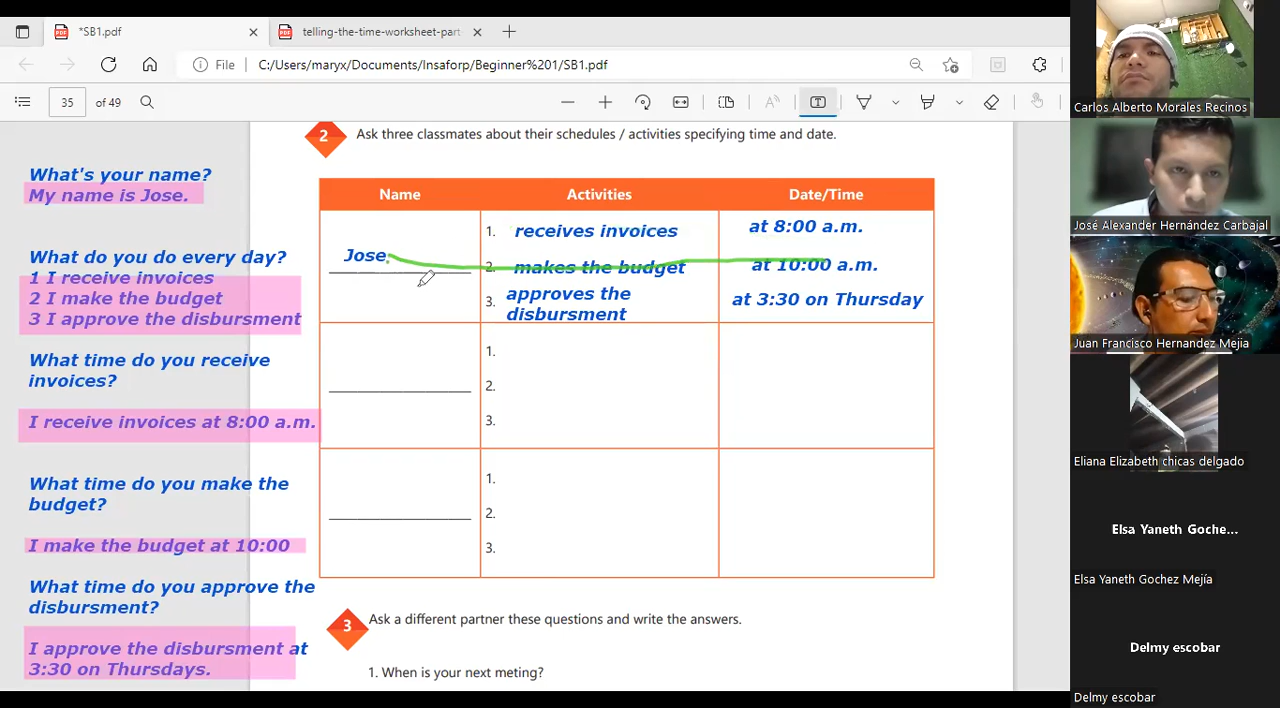 *SB1.pdf
telling-the-time-worksheet-part
File
C:/Users/maryx/Documents/Insaforp/Beginner%201/SB1.pdf
35 of 49
2 Ask three classmates about their schedules / activities specifying time and date.
What's your name?
My name is Jose.
What do you do every day?
1 I receive invoices
2 I make the budget
3 I approve the disbursment
What time do you receive
invoices?
I receive invoices at 8:00 a.m.
What time do you make the
budget?
I make the budget at 10:00
What time do you approve the
disbursment?
I approve the disbursment at
3:30 on Thursdays.
Name Activities Date/Time
Jose
1. receives invoices at 8:00 a.m.
2. makes the budget at 10:00 a.m.
3. approves the
disbursment
at 3:30 on Thursday
1.
2.
3.
1.
2.
3.
3 Ask a different partner these questions and write the answers.
1. When is your next meting?
Carlos Alberto Morales Recinos
José Alexander Hernández Carbajal
Juan Francisco Hernandez Mejia
Eliana Elizabeth chicas delgado
Elsa Yaneth Goche...
Elsa Yaneth Gochez Mejía
Delmy escobar
Delmy escobar